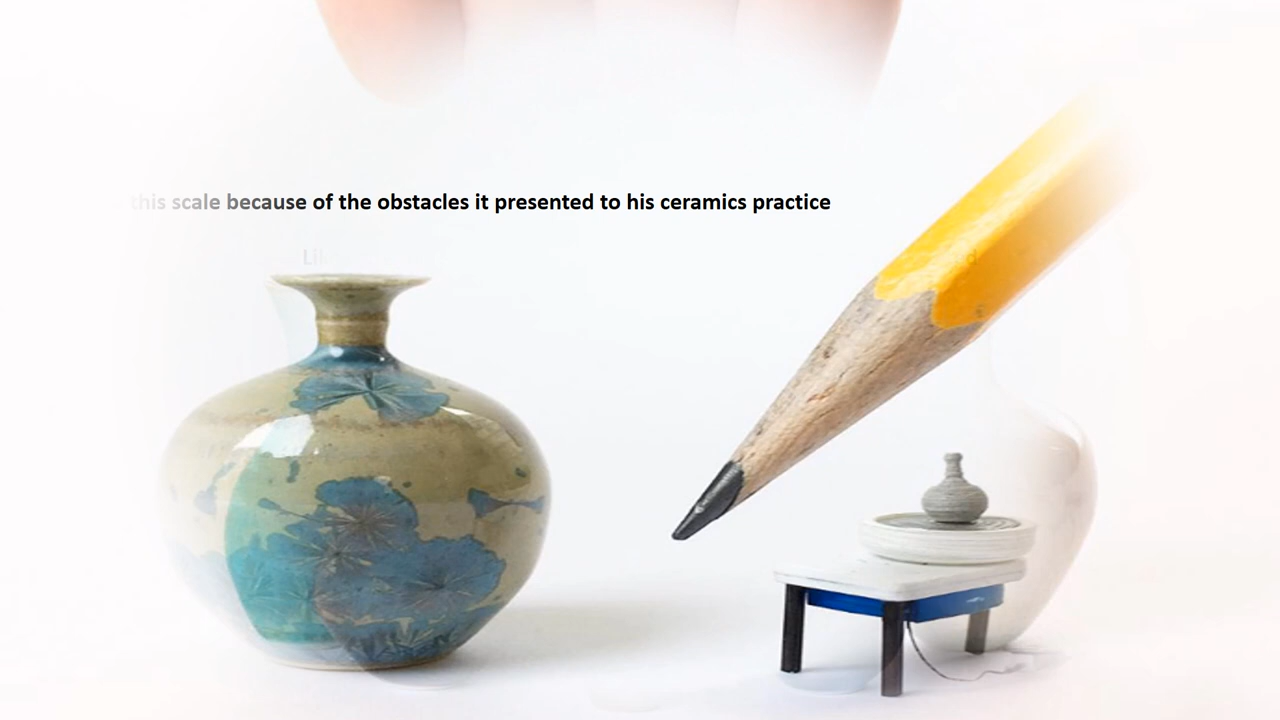 this scale because of the obstacles it presented to his ceramics practice